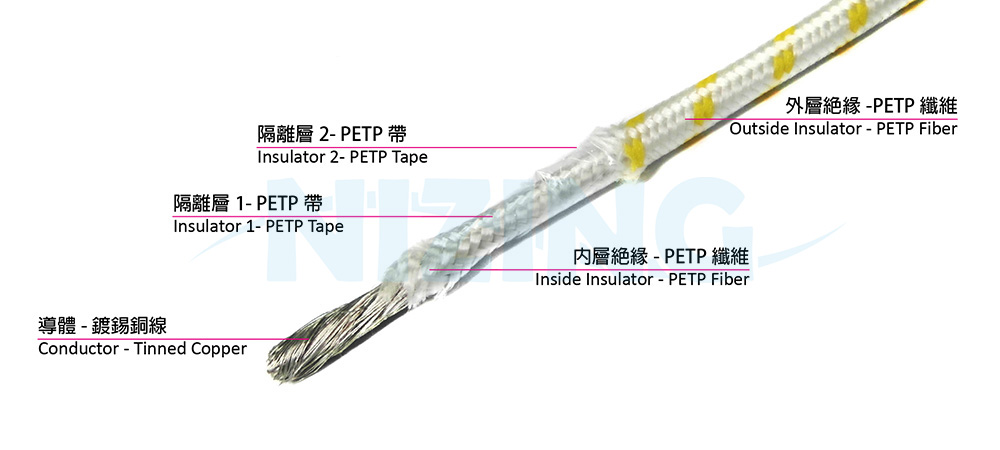 外層絕緣 -PETP 纖維
Outside Insulator - PETP Fiber
隔離層 2- PETP 帶
Insulator 2- PETP Tape
隔離層 1- PETP 帶
Insulator 1- PETP Tape
NIZING
內層絕緣 - PETP 纖維
Inside Insulator - PETP Fiber
導體 - 鍍錫銅線
Conductor - Tinned Copper